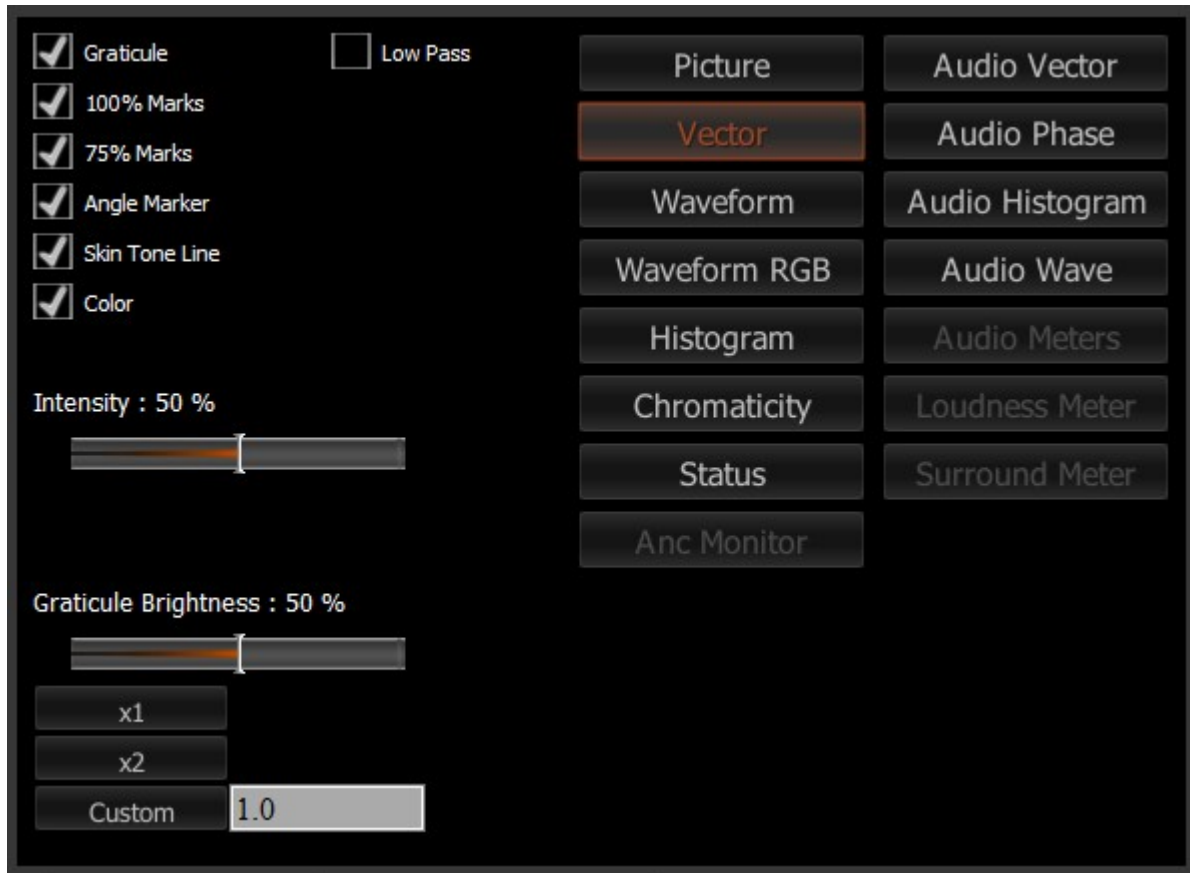 Graticule
Low Pass
100% Marks
75% Marks
Angle Marker
Skin Tone Line
Color
Intensity : 50 %
Graticule Brightness : 50 %
x1
x2
Custom
1.0
Picture
Vector
Waveform
Waveform RGB
Histogram
Chromaticity
Status
Anc Monitor
Audio Vector
Audio Phase
Audio Histogram
Audio Wave
Audio Meters
Loudness Meter
Surround Meter